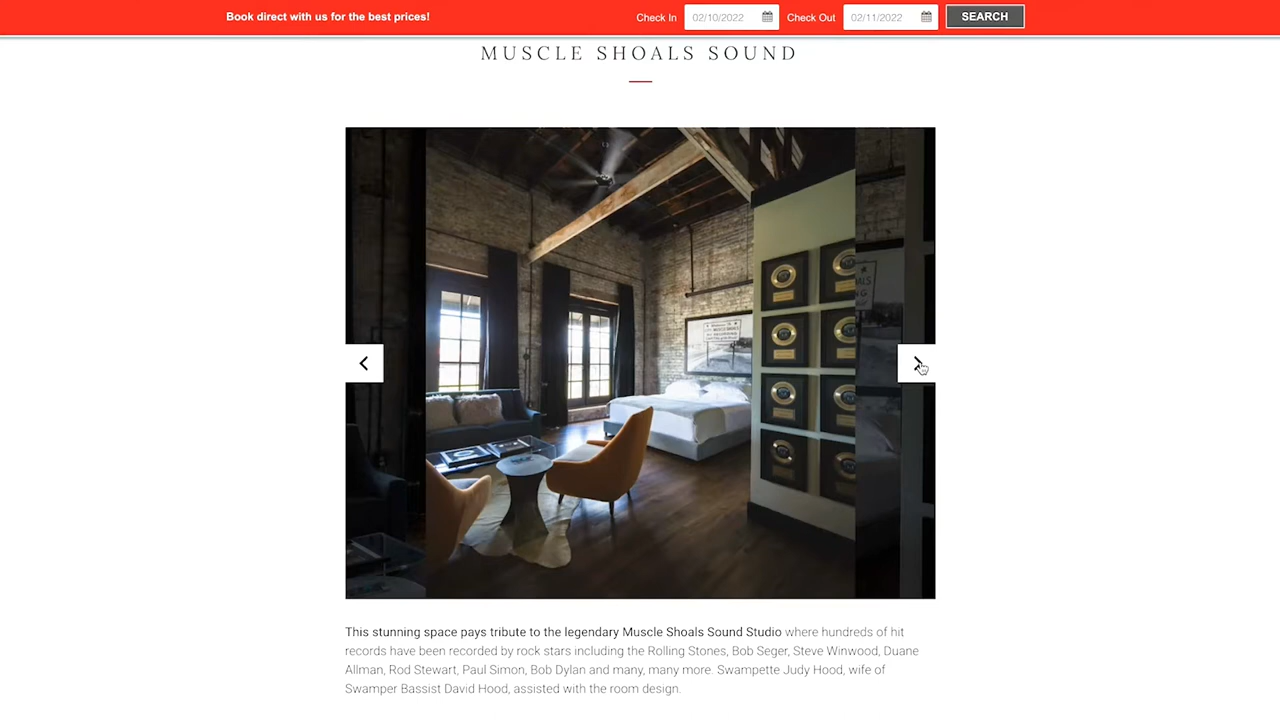 Book direct with us for the best prices!
Check In 02/10/2022 Check Out 02/11/2022 SEARCH
MUSCLE SHOALS SOUND
This stunning space pays tribute to the legendary Muscle Shoals Sound Studio where hundreds of hit
records have been recorded by rock stars including the Rolling Stones, Bob Seger, Steve Winwood, Duane
Allman, Rod Stewart, Paul Simon, Bob Dylan and many, many more. Swampette Judy Hood, wife of
Swamper Bassist David Hood, assisted with the room design.